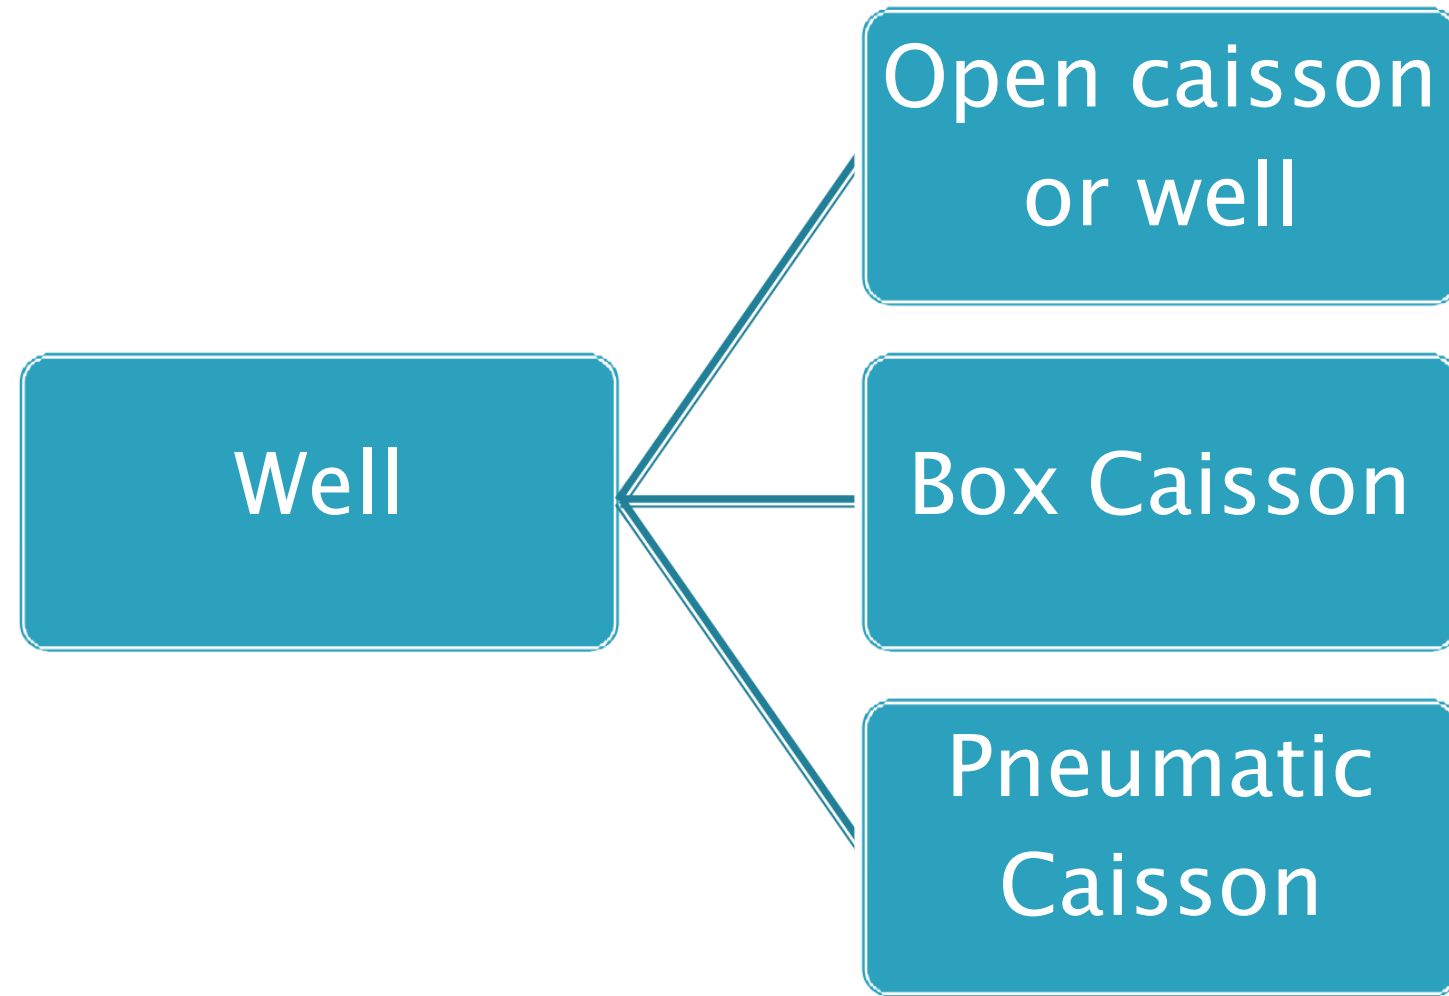 Well
Open caisson
or well
Box Caisson
Pneumatic
Caisson